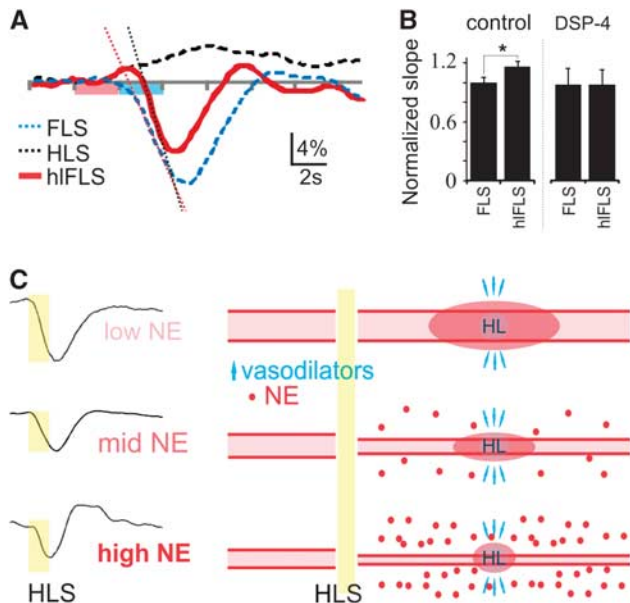 A
FLS
HLS
hlFLS
4%
2s
B
control
DSP-4
*
Normalized slope
1.2
0.6
0
FLS
hlFLS
FLS
hlFLS
C
low NE
mid NE
high NE
HLS
vasodilators
NE
HL
HL
HL
HLS